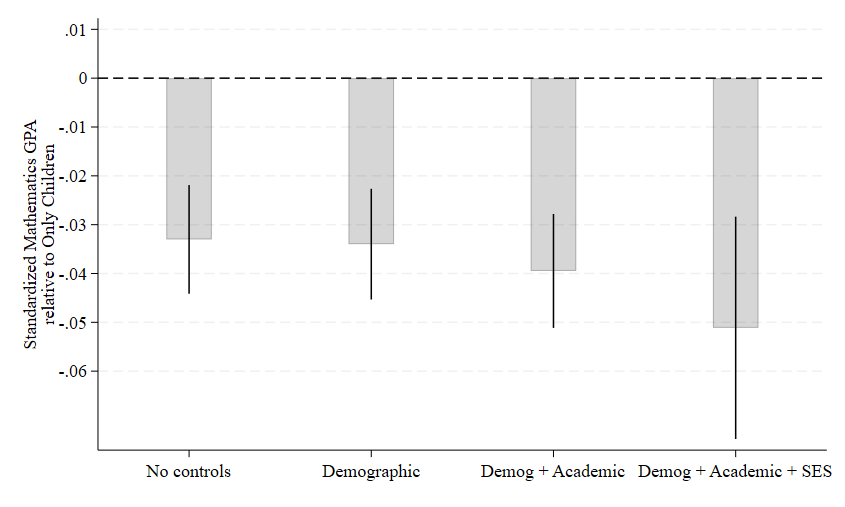 Standardized Mathematics GPA
relative to Only Children
.01
0
-.01
-.02
-.03
-.04
-.05
-.06
No controls
Demographic
Demog + Academic
Demog + Academic + SES